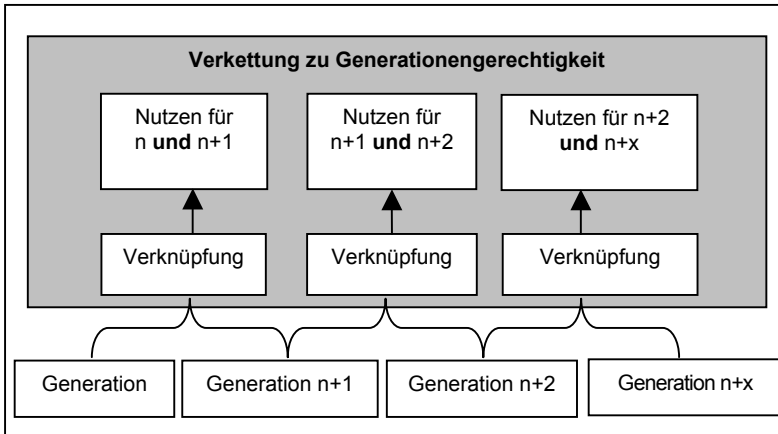 Verkettung zu Generationengerechtigkeit
Nutzen für
n und n+1
Nutzen für
n+1 und n+2
Nutzen für n+2
und n+x
Verknüpfung
Verknüpfung
Verknüpfung
Generation
Generation n+1
Generation n+2
Generation n+x